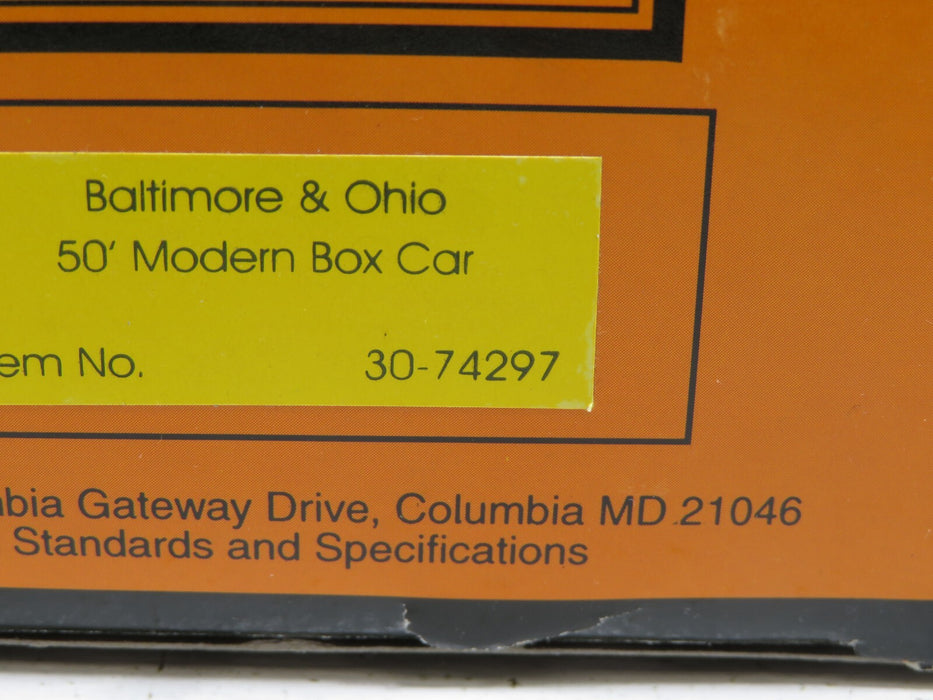 Baltimore & Ohio
50' Modern Box Car
em No. 30-74297
bia Gateway Drive, Columbia MD 21046
Standards and Specifications